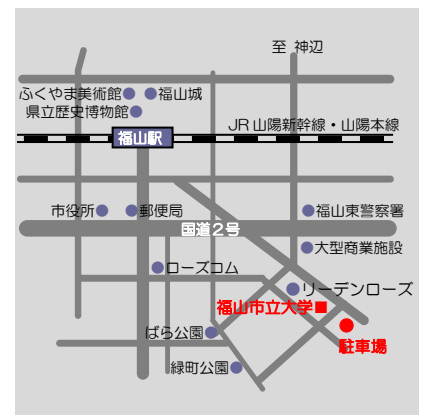 至 神辺
ふくやま美術館
福山城
県立歴史博物館
JR山陽新幹線・山陽本線
福山駅
市役所
郵便局
福山東警察署
国道2号
大型商業施設
ローズコム
リーデンローズ
福山市立大学
ばら公園
駐車場
緑町公園